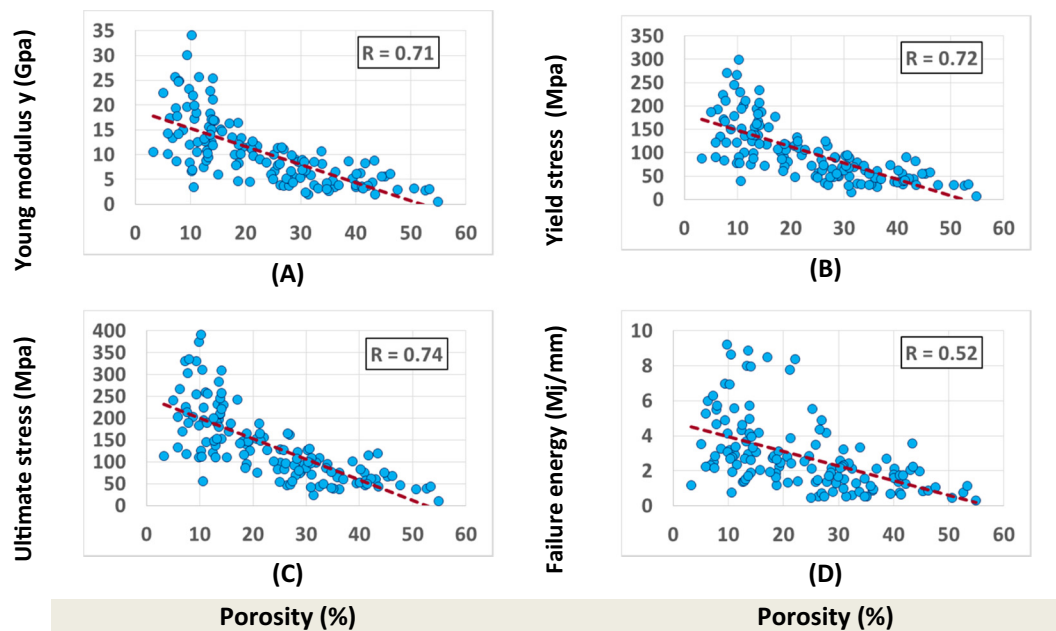 Young modulus y (Gpa)
35
30
25
20
15
10
5
0
R = 0.71
0 10 20 30 40 50 60
(A)
Yield stress (Mpa)
350
300
250
200
150
100
50
0
R = 0.72
0 10 20 30 40 50 60
(B)
Ultimate stress (Mpa)
400
350
300
250
200
150
100
50
0
R = 0.74
0 10 20 30 40 50 60
(C)
Failure energy (Mj/mm)
10
8
6
4
2
0
R = 0.52
0 10 20 30 40 50 60
(D)
Porosity (%) Porosity (%)